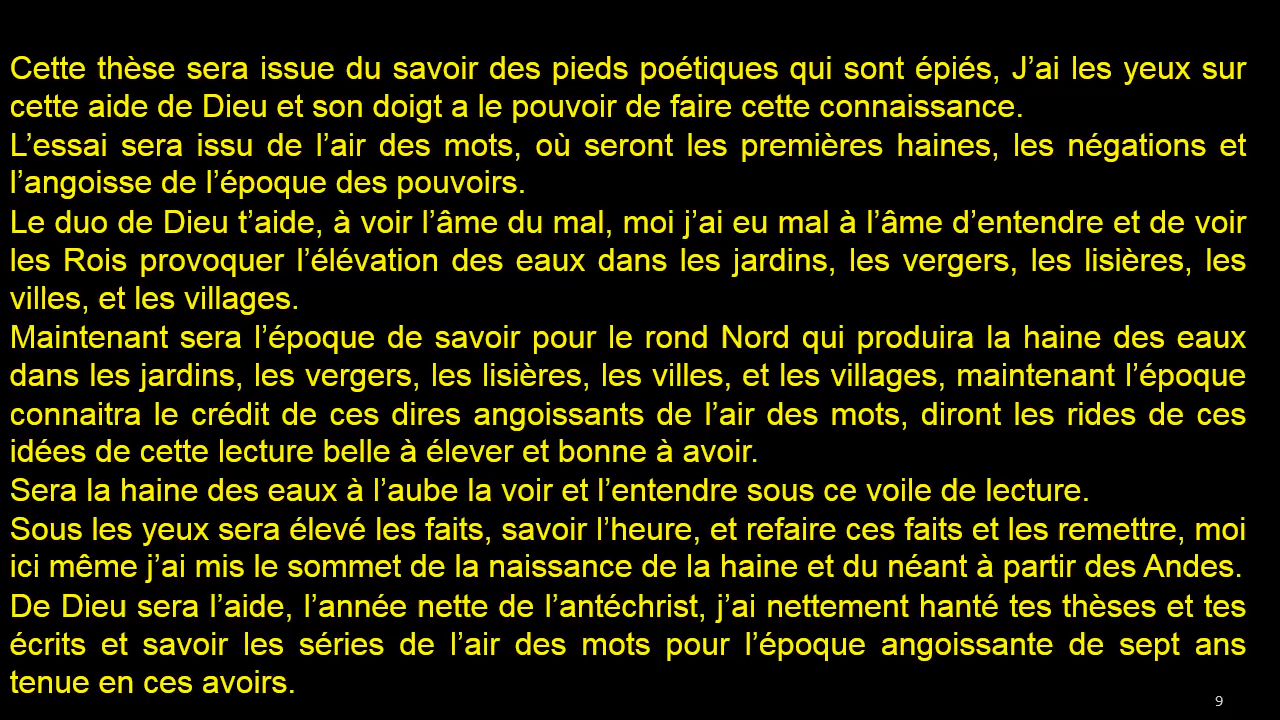 Cette thèse sera issue du savoir des pieds poétiques qui sont épiés, J’ai les yeux sur
cette aide de Dieu et son doigt a le pouvoir de faire cette connaissance.
L’essai sera issu de l’air des mots, où seront les premières haines, les négations et
l’angoisse de l’époque des pouvoirs.
Le duo de Dieu t’aide, à voir l’âme du mal, moi j’ai eu mal à l’âme d’entendre et de voir
les Rois provoquer l’élévation des eaux dans les jardins, les vergers, les lisières, les
villes, et les villages.
Maintenant sera l’époque de savoir pour le rond Nord qui produira la haine des eaux
dans les jardins, les vergers, les lisières, les villes, et les villages, maintenant l’époque
connaitra le crédit de ces dires angoissants de l’air des mots, diront les rides de ces
idées de cette lecture belle à élever et bonne à avoir.
Sera la haine des eaux à l’aube la voir et l’entendre sous ce voile de lecture.
Sous les yeux sera élevé les faits, savoir l’heure, et refaire ces faits et les remettre, moi
ici même j’ai mis le sommet de la naissance de la haine et du néant à partir des Andes.
De Dieu sera l’aide, l’année nette de l’antéchrist, j’ai nettement hanté tes thèses et tes
écrits et savoir les séries de l’air des mots pour l’époque angoissante de sept ans
tenue en ces avoirs.
9